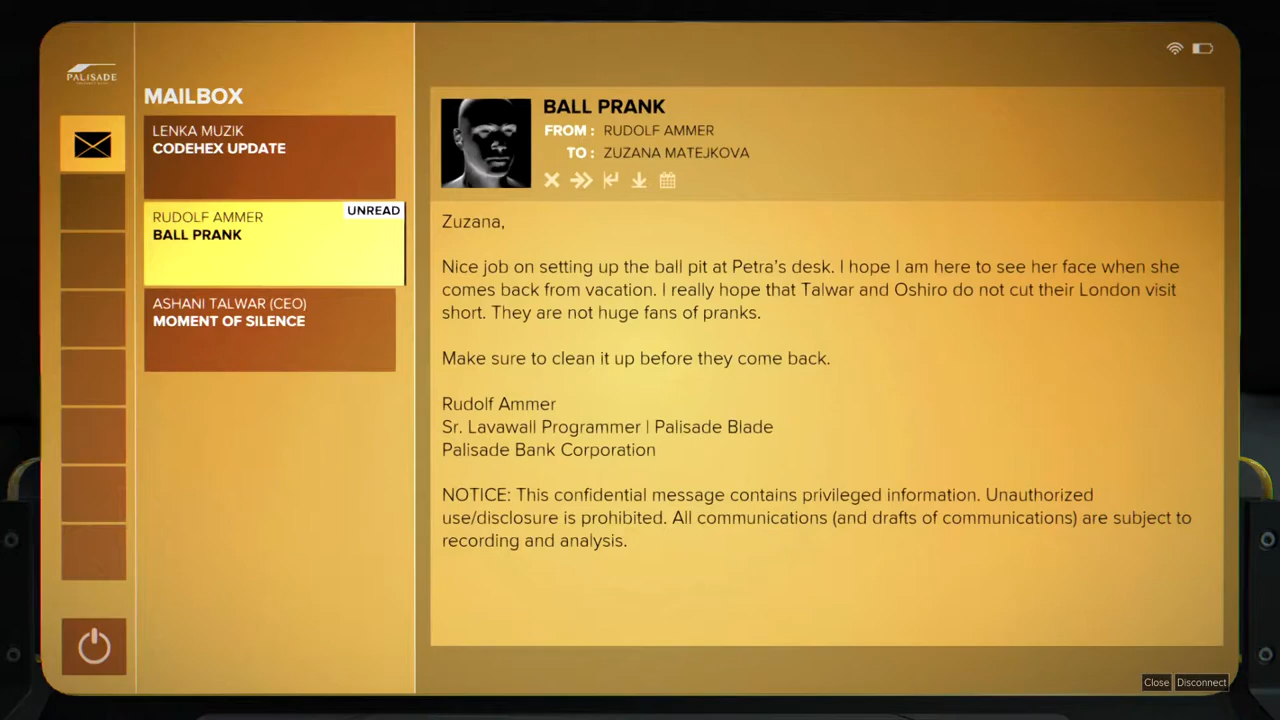 PALISADE
MAILBOX
LENKA MUZIK
CODEHEX UPDATE
RUDOLF AMMER
UNREAD
BALL PRANK
ASHANI TALWAR (CEO)
MOMENT OF SILENCE
BALL PRANK
FROM : RUDOLF AMMER
TO : ZUZANA MATEJKOVA
Zuzana,
Nice job on setting up the ball pit at Petra's desk. I hope I am here to see her face when she
comes back from vacation. I really hope that Talwar and Oshiro do not cut their London visit
short. They are not huge fans of pranks.
Make sure to clean it up before they come back.
Rudolf Ammer
Sr. Lavawall Programmer | Palisade Blade
Palisade Bank Corporation
NOTICE: This confidential message contains privileged information. Unauthorized
use/disclosure is prohibited. All communications (and drafts of communications) are subject to
recording and analysis.
Close Disconnect